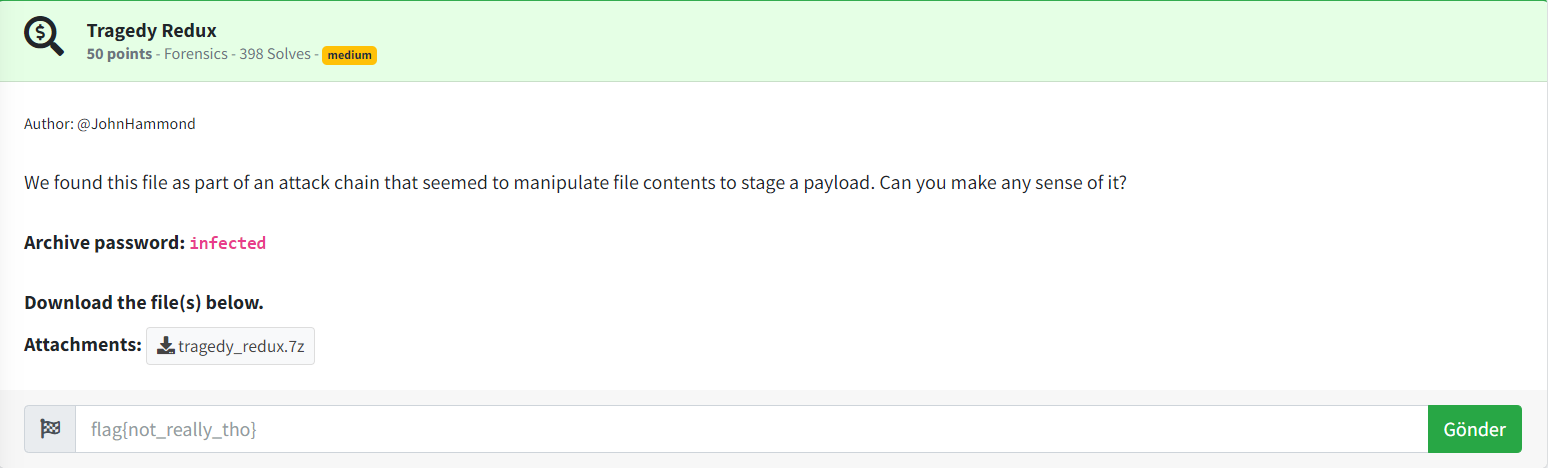 Tragedy Redux
50 points - Forensics - 398 Solves - medium
Author: @JohnHammond
We found this file as part of an attack chain that seemed to manipulate file contents to stage a payload. Can you make any sense of it?
Archive password: infected
Download the file(s) below.
Attachments: tragedy_redux.7z
flag{not_really_tho} Gönder